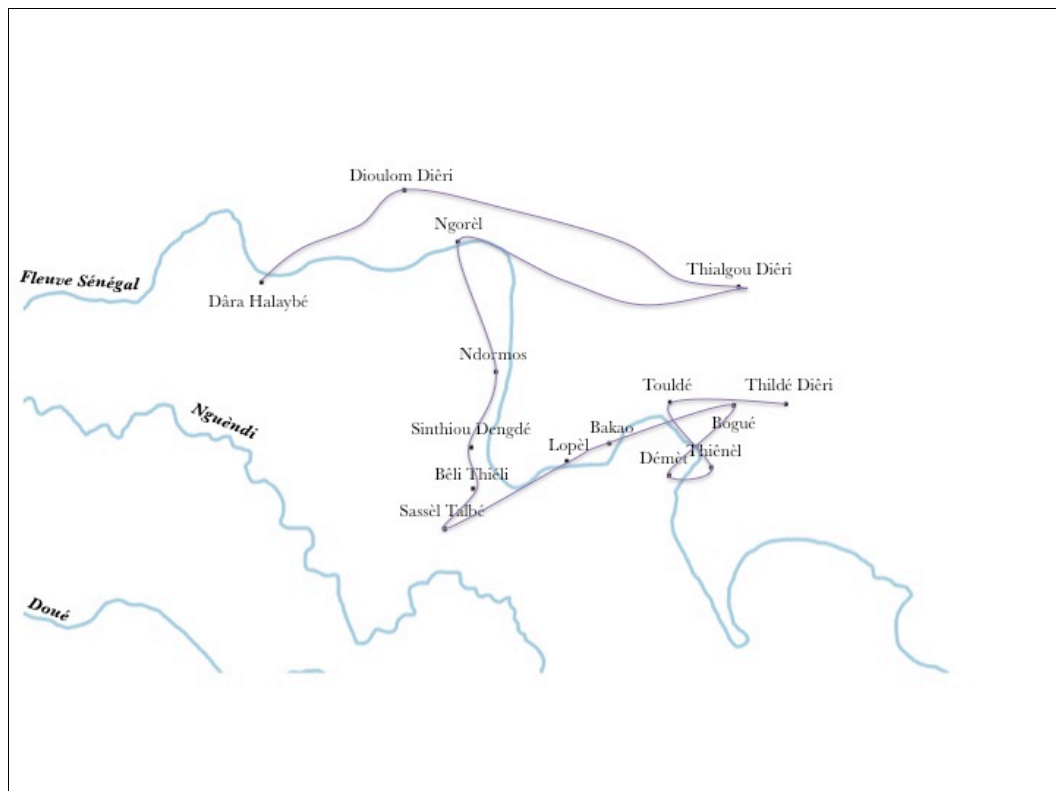 Dioulom Diêri
Ngorèl
Thialgou Diêri
Fleuve Sénégal
Dâra Halaybé
Ndormos
Touldé
Thildé Diêri
Nguèndi
Bogué
Sinthiou Dengdé
Bakao
Lopèl
Thiênèl
Démèt
Bêli Thiéli
Sassèl Talbé
Doué